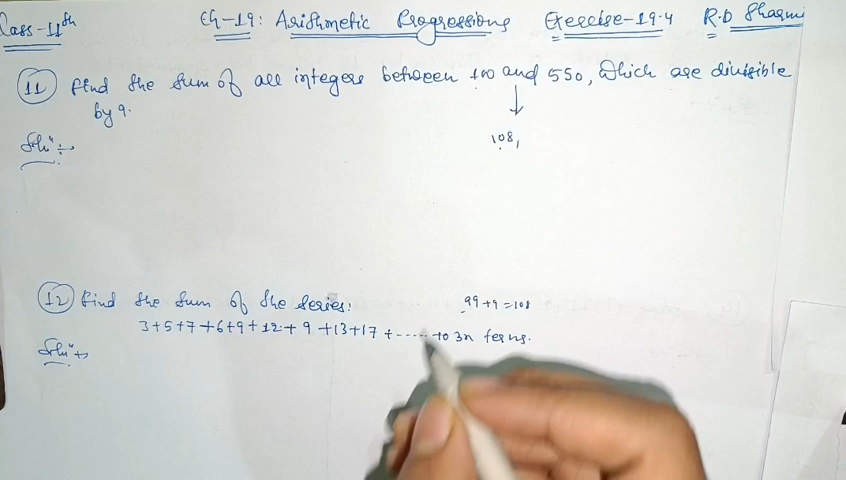 Class-11th Ch-19: Arithmetic Progressions Exercise-19.4 R.D Sharma
(11) Find the sum of all integers between 100 and 550, which are divisible
by 9.
108,
Solun:-
(12) Find the sum of the series:
99+9=108
3+5+7+6+9+12+9+13+17+......to 3n terms.
Solun:-